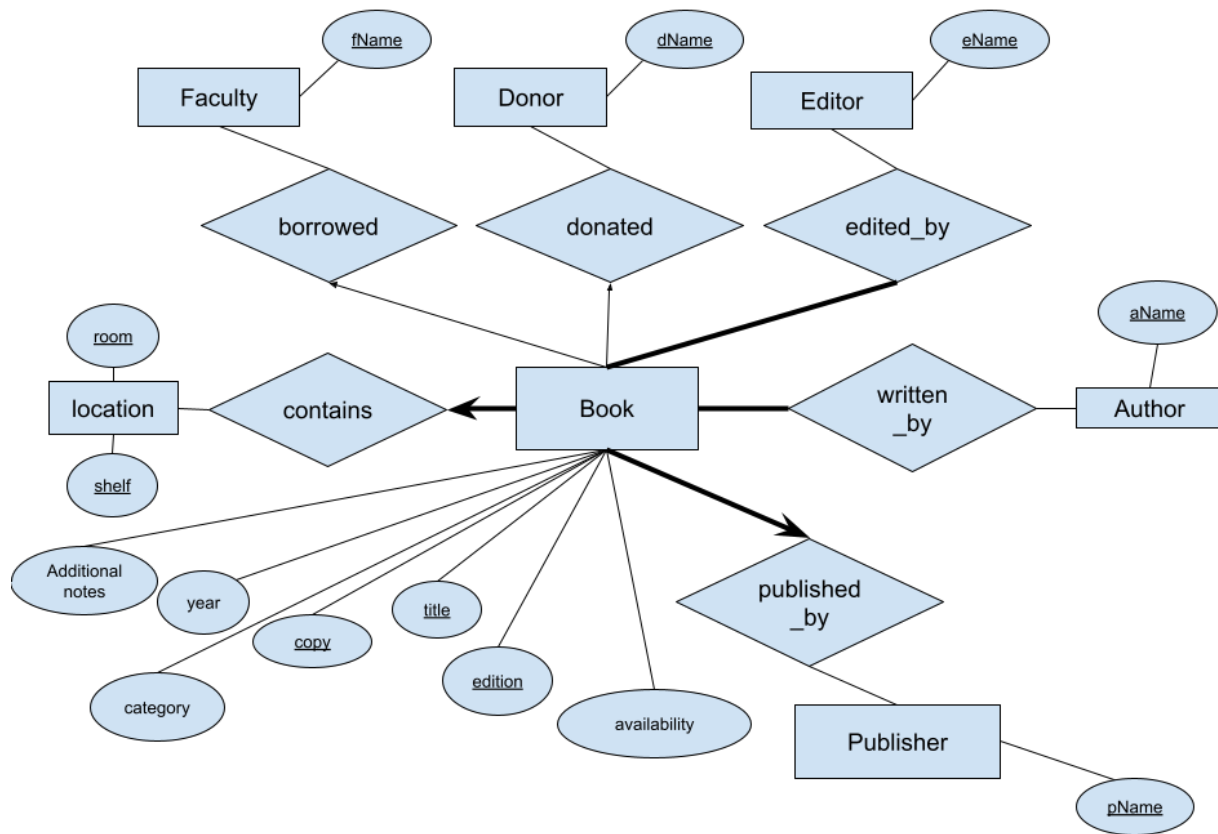 fName
dName
eName
Faculty
Donor
Editor
borrowed
donated
edited_by
room
aName
location
contains
Book
written
_by
Author
shelf
Additional
notes
year
copy
title
published
_by
edition
category
availability
Publisher
pName